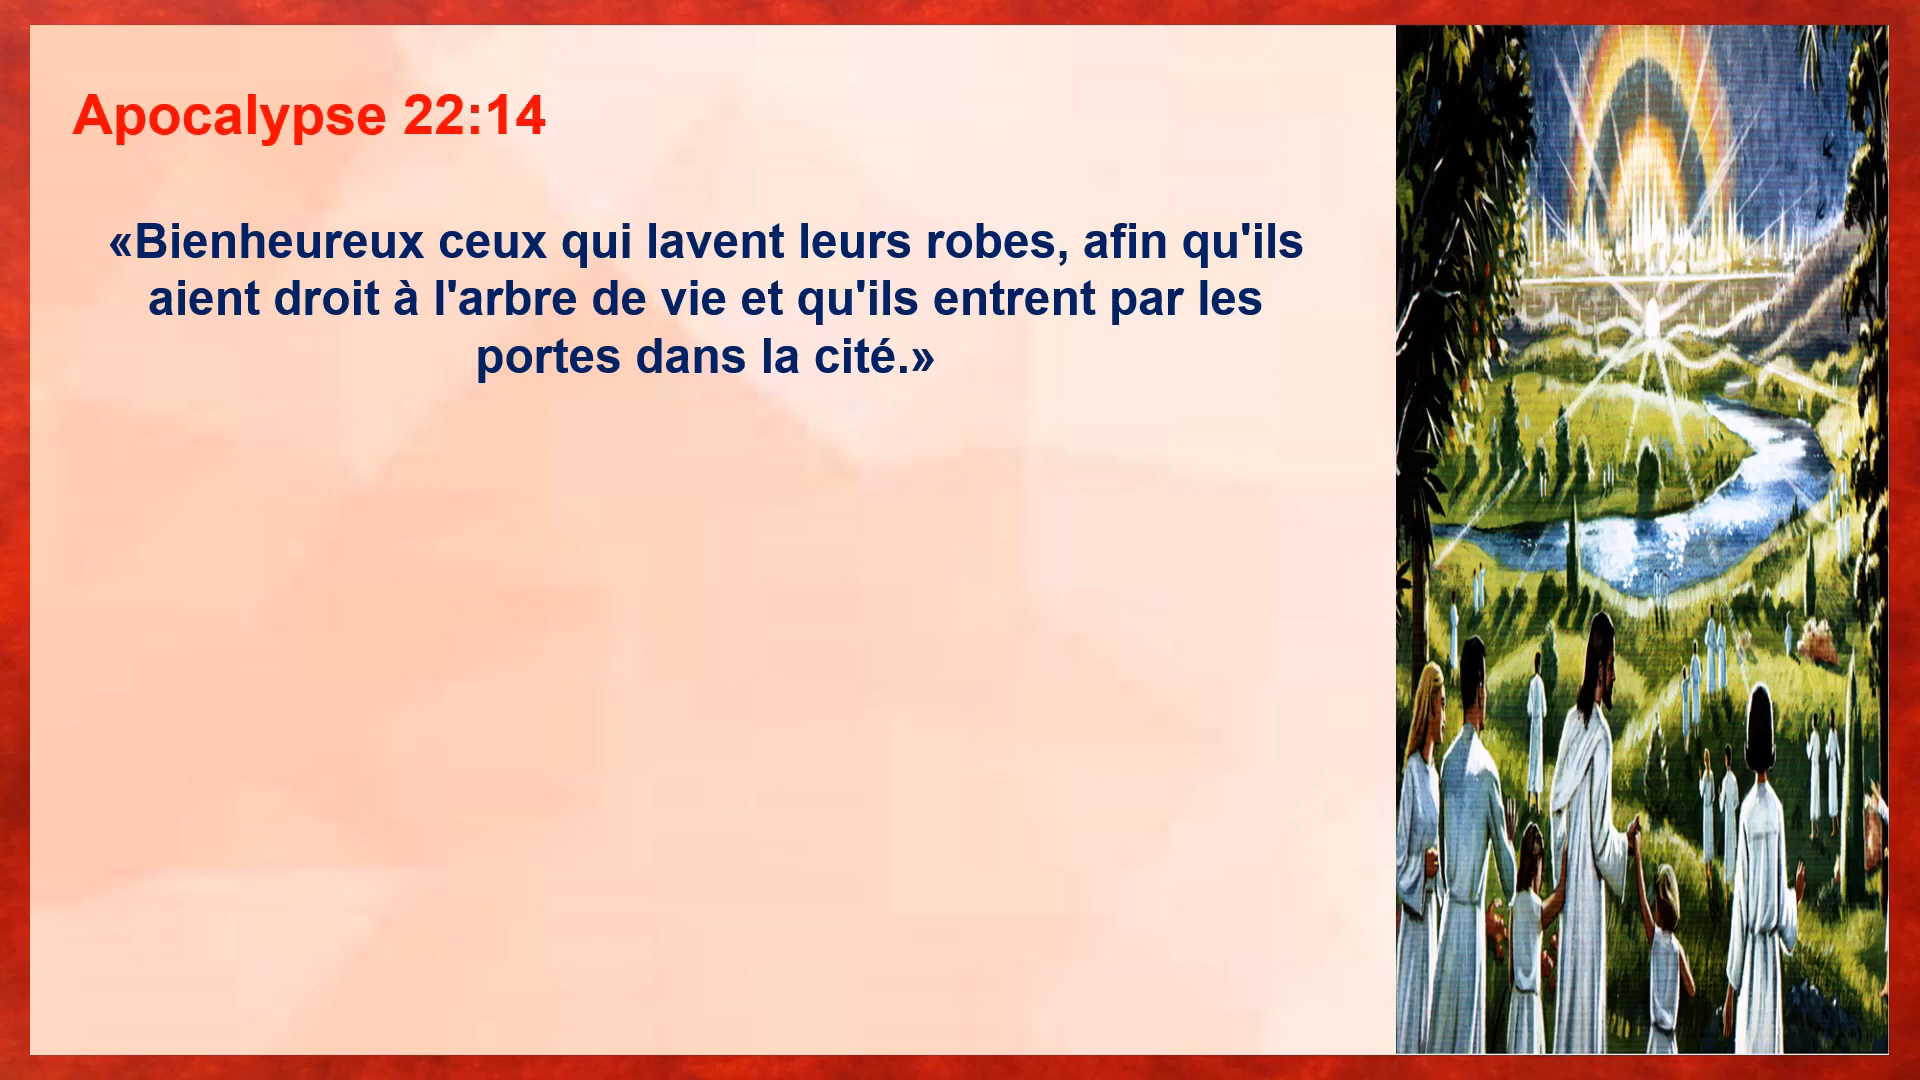 Apocalypse 22:14
«Bienheureux ceux qui lavent leurs robes, afin qu'ils
aient droit à l'arbre de vie et qu'ils entrent par les
portes dans la cité.»